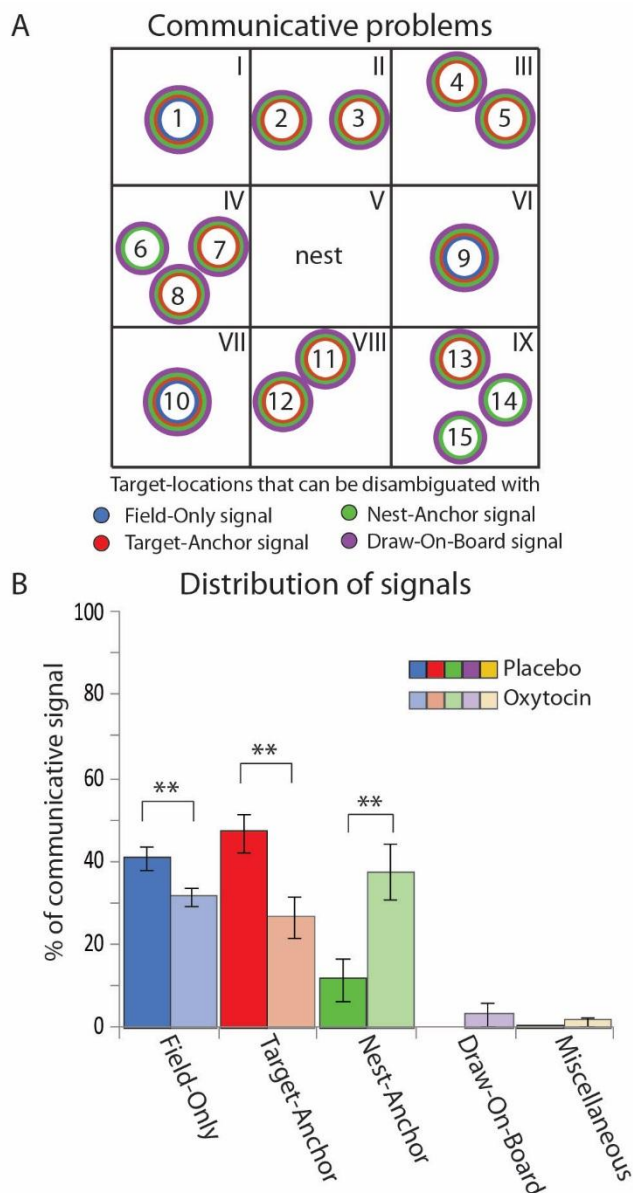 A
Communicative problems
I
II
III
1
2
3
4
5
IV
V
VI
6
7
8
nest
9
VII
VIII
IX
10
11
12
13
14
15
Target-locations that can be disambiguated with
Field-Only signal
Nest-Anchor signal
Target-Anchor signal
Draw-On-Board signal
B
Distribution of signals
% of communicative signal
100
80
60
40
20
0
Placebo
Oxytocin
**
**
**
Field-Only
Target-Anchor
Nest-Anchor
Draw-On-Board
Miscellaneous